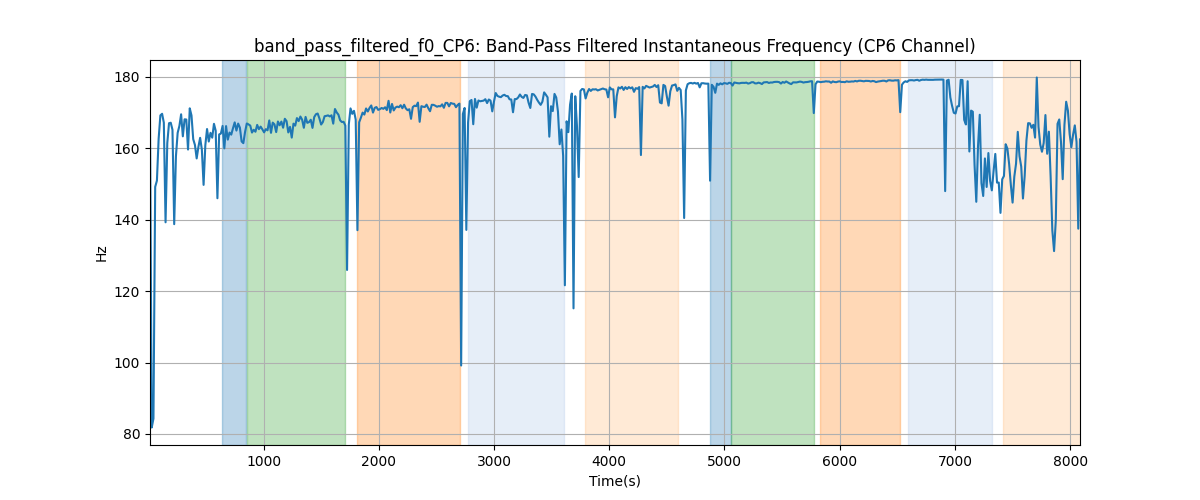 band_pass_filtered_f0_CP6: Band-Pass Filtered Instantaneous Frequency (CP6 Channel)
180
160
140
120
100
80
Hz
1000 2000 3000 4000 5000 6000 7000 8000
Time(s)